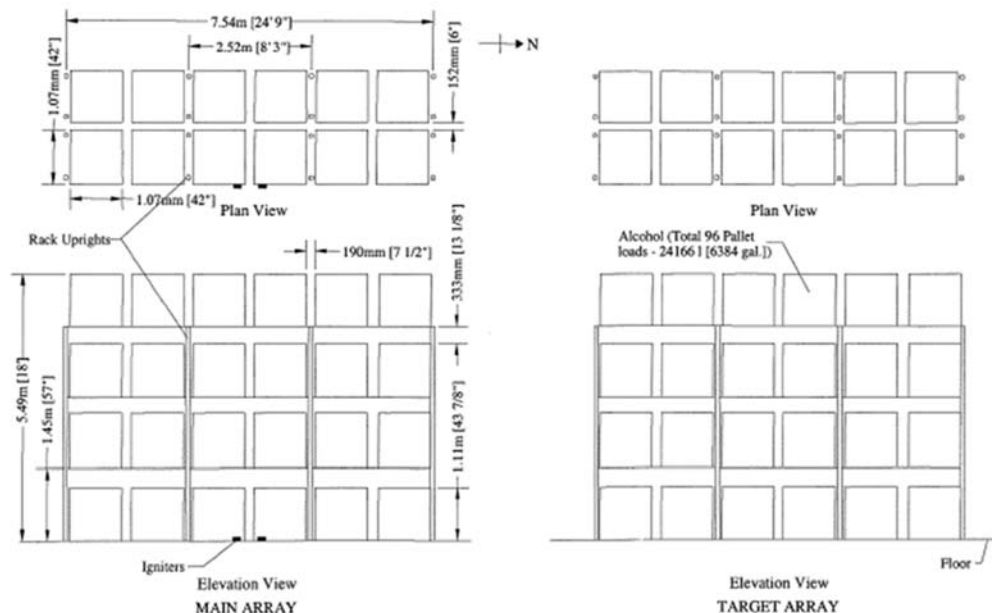 7.54m [24' 9"]
2.52m [8' 3"]
N
1.07mm [42"]
152mm [6"]
1.07mm [42"]
Plan View
Rack Uprights
190mm [7 1/2"]
333mm [13 1/8"]
5.49m [18']
1.45m [57"]
1.11m [43 7/8"]
Igniters
Elevation View
MAIN ARRAY
Plan View
Alcohol (Total 96 Pallet
loads - 24166 l [6384 gal.])
Floor
Elevation View
TARGET ARRAY